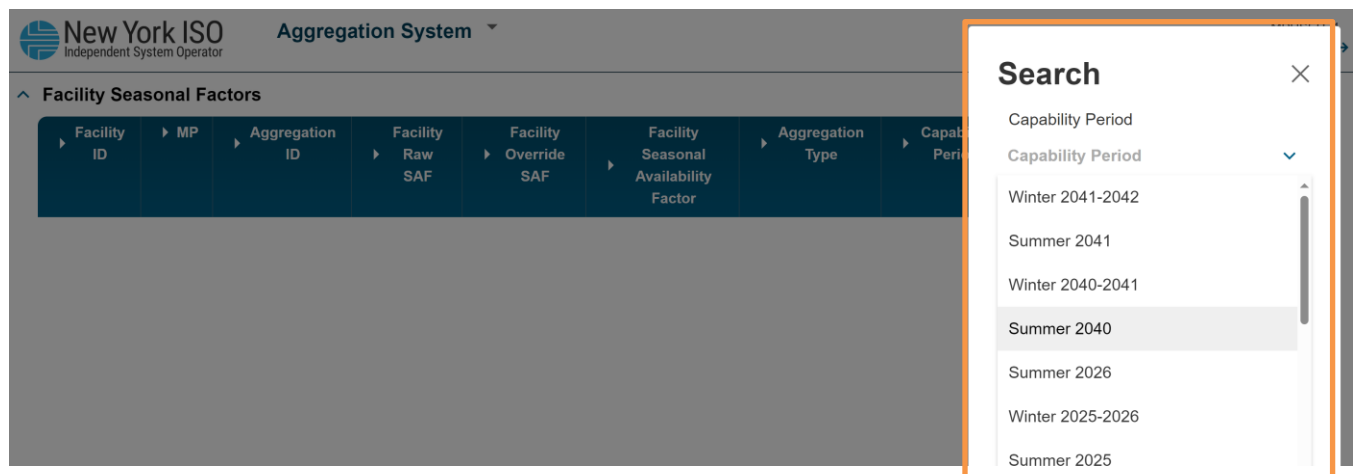 New York ISO
Independent System Operator
Aggregation System
Facility Seasonal Factors
Facility ID
MP
Aggregation ID
Facility Raw SAF
Facility Override SAF
Facility Seasonal Availability Factor
Aggregation Type
Search
Capability Period
Capability Period
Winter 2041-2042
Summer 2041
Winter 2040-2041
Summer 2040
Summer 2026
Winter 2025-2026
Summer 2025